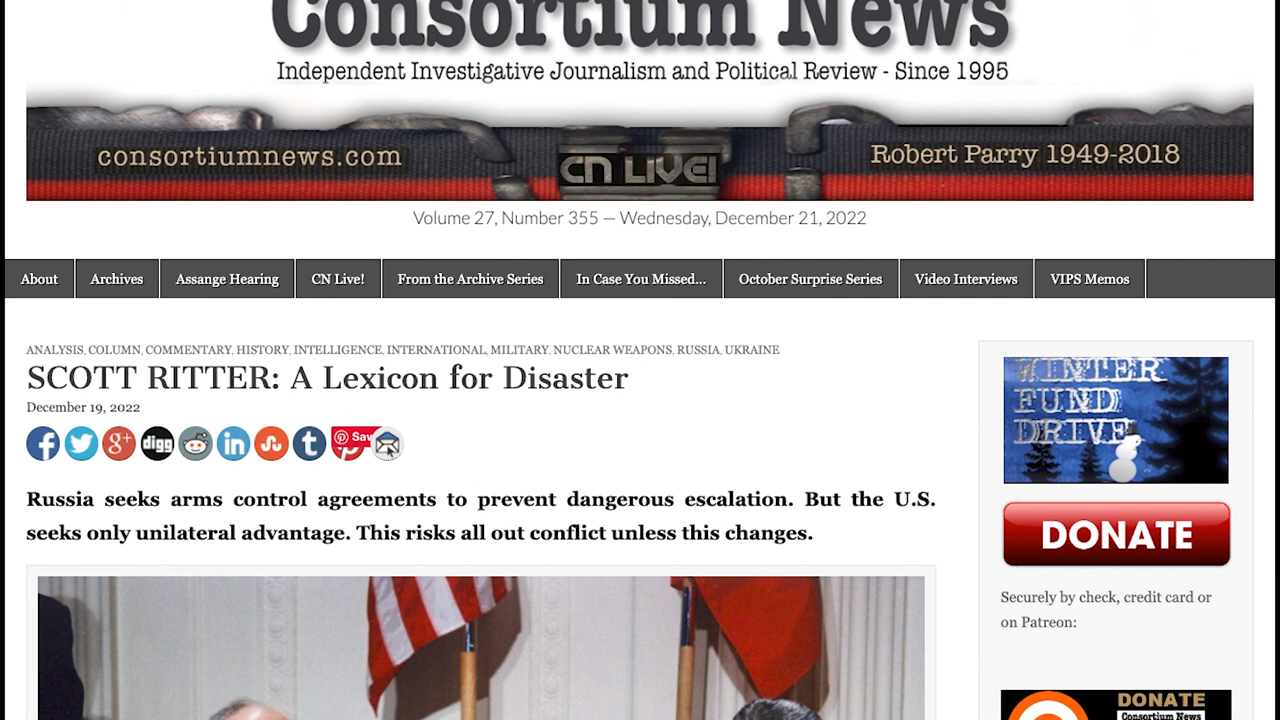 Consortium News
Independent Investigative Journalism and Political Review - Since 1995
consortiumnews.com
CN LIVE!
Robert Parry 1949-2018
Volume 27, Number 355 — Wednesday, December 21, 2022
About
Archives
Assange Hearing
CN Live!
From the Archive Series
In Case You Missed...
October Surprise Series
Video Interviews
VIPS Memos
ANALYSIS, COLUMN, COMMENTARY, HISTORY, INTELLIGENCE, INTERNATIONAL, MILITARY, NUCLEAR WEAPONS, RUSSIA, UKRAINE
SCOTT RITTER: A Lexicon for Disaster
December 19, 2022
g+
digg
in
Save
Russia seeks arms control agreements to prevent dangerous escalation. But the U.S.
seeks only unilateral advantage. This risks all out conflict unless this changes.
WINTER
FUND
DRIVE
DONATE
Securely by check, credit card or
on Patreon:
DONATE
Consortium News